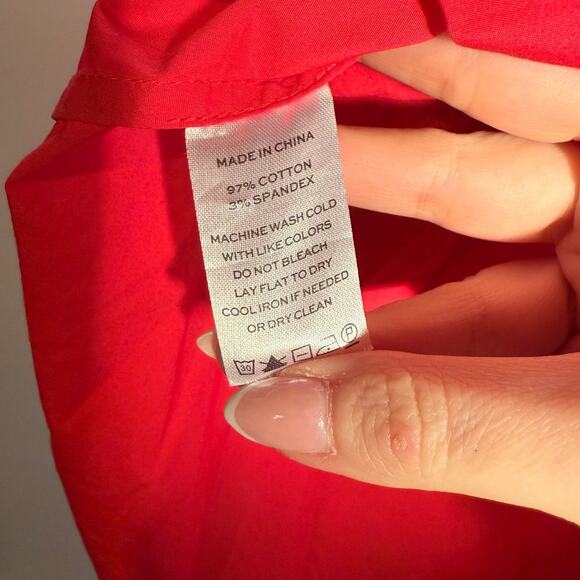 MADE IN CHINA
97% COTTON
3% SPANDEX
MACHINE WASH COLD
WITH LIKE COLORS
DO NOT BLEACH
LAY FLAT TO DRY
COOL IRON IF NEEDED
OR DRY CLEAN
30 P